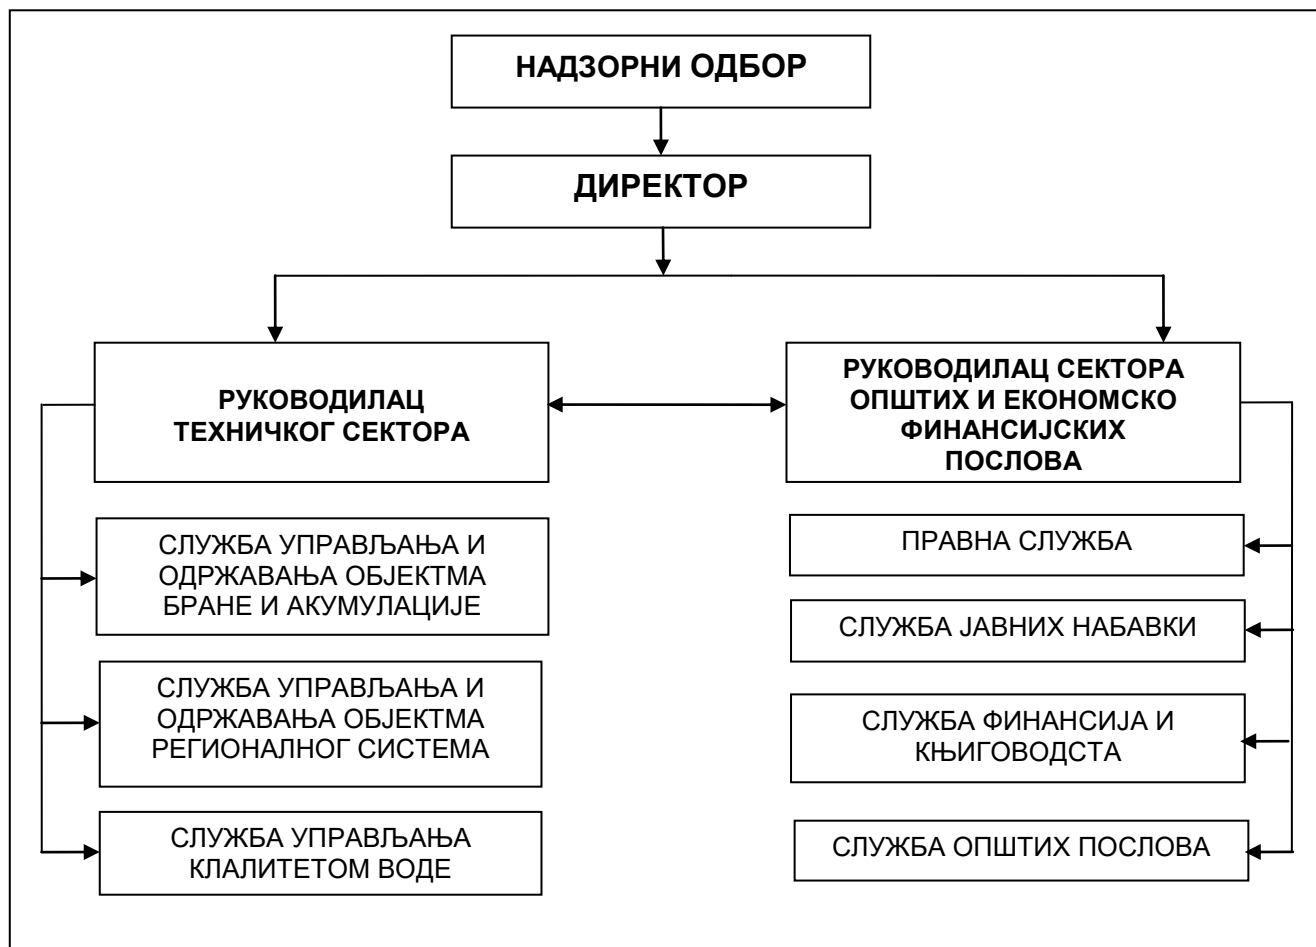 НАДЗОРНИ ОДБОР
ДИРЕКТОР
РУКОВОДИЛАЦ
ТЕХНИЧКОГ СЕКТОРА
РУКОВОДИЛАЦ СЕКТОРА
ОПШТИХ И ЕКОНОМСКО
ФИНАНСИЈСКИХ
ПОСЛОВА
СЛУЖБА УПРАВЉАЊА И
ОДРЖАВАЊА ОБЈЕКТМА
БРАНЕ И АКУМУЛАЦИЈЕ
СЛУЖБА УПРАВЉАЊА И
ОДРЖАВАЊА ОБЈЕКТМА
РЕГИОНАЛНОГ СИСТЕМА
СЛУЖБА УПРАВЉАЊА
КЛАЛИТЕТОМ ВОДЕ
ПРАВНА СЛУЖБА
СЛУЖБА ЈАВНИХ НАБАВКИ
СЛУЖБА ФИНАНСИЈА И
КЊИГОВОДСТА
СЛУЖБА ОПШТИХ ПОСЛОВА